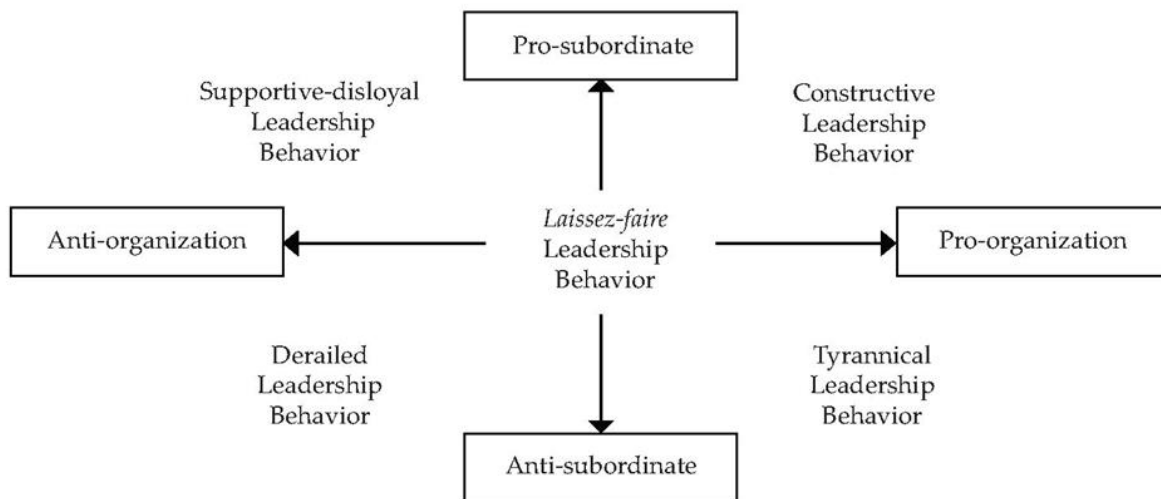 Pro-subordinate
Supportive-disloyal
Leadership
Behavior
Constructive
Leadership
Behavior
Anti-organization
Laissez-faire
Leadership
Behavior
Pro-organization
Derailed
Leadership
Behavior
Tyrannical
Leadership
Behavior
Anti-subordinate